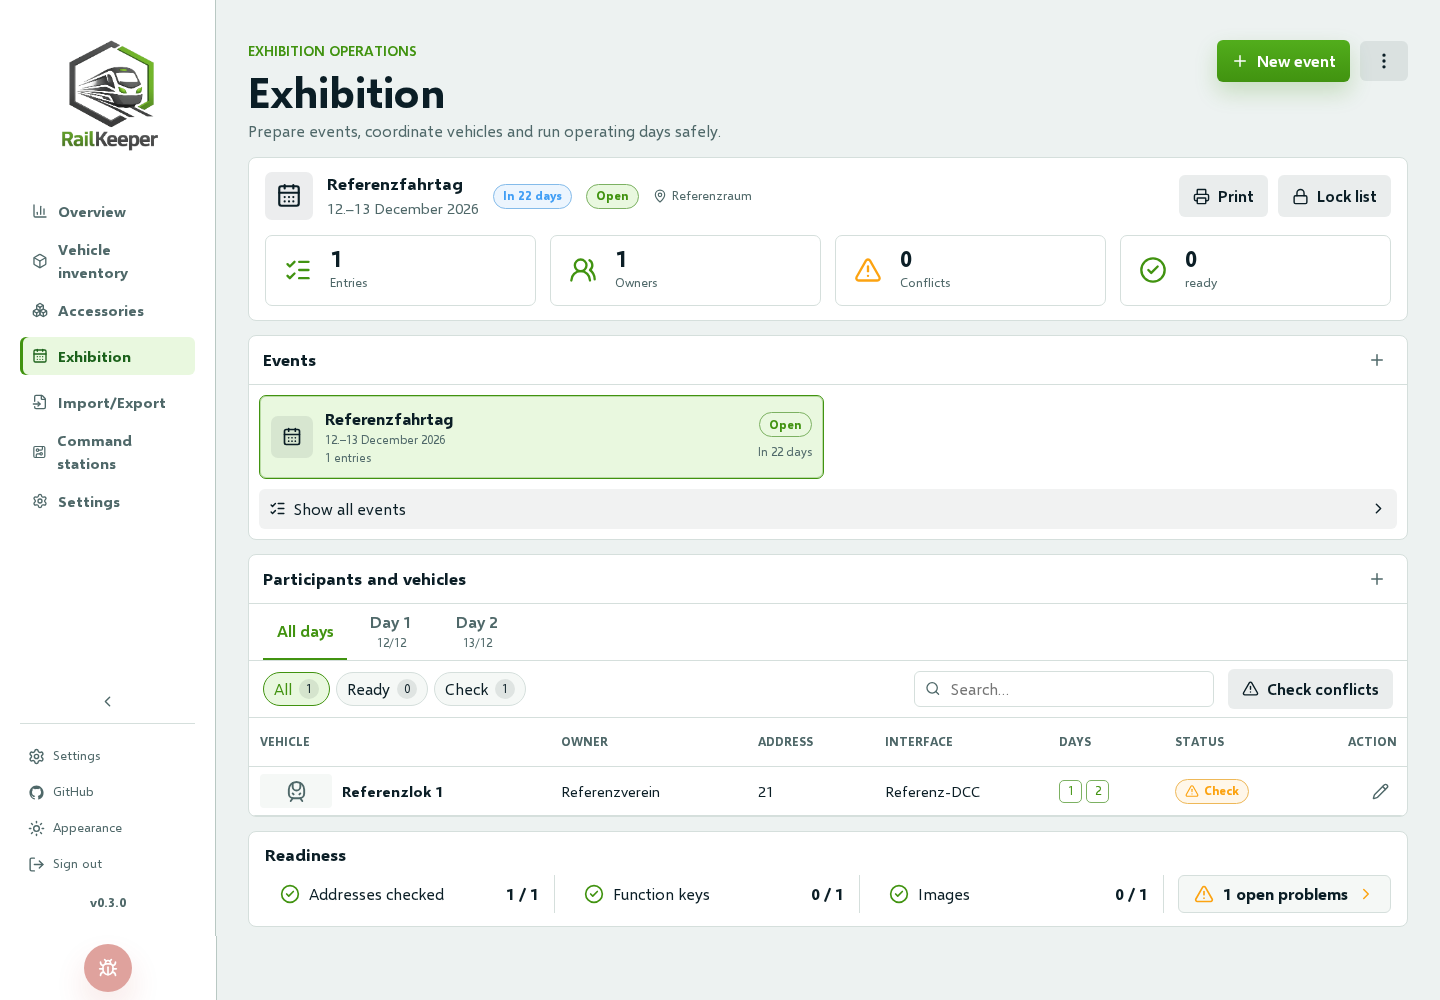 RailKeeper
Overview
Vehicle
inventory
Accessories
Exhibition
Import/Export
Command
stations
Settings
Settings
GitHub
Appearance
Sign out
v0.3.0
EXHIBITION OPERATIONS
Exhibition
Prepare events, coordinate vehicles and run operating days safely.
New event
Referenzfahrtag
12.–13 December 2026
In 22 days
Open
Referenzraum
Print
Lock list
1
Entries
1
Owners
0
Conflicts
0
ready
Events
Referenzfahrtag
12.–13 December 2026
1 entries
Open
In 22 days
Show all events
Participants and vehicles
All days
Day 1
12/12
Day 2
13/12
All 1
Ready 0
Check 1
Search...
Check conflicts
VEHICLE OWNER ADDRESS INTERFACE DAYS STATUS ACTION
Referenzlok 1 Referenzverein 21 Referenz-DCC 1 2 Check
Readiness
Addresses checked 1 / 1
Function keys 0 / 1
Images 0 / 1
1 open problems